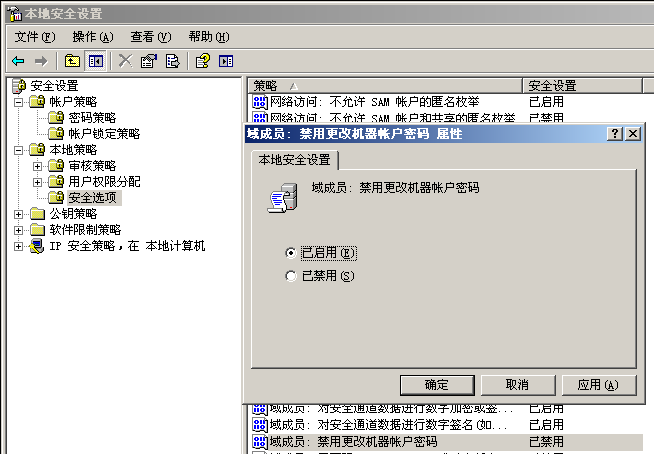 本地安全设置
文件(F) 操作(A) 查看(V) 帮助(H)
安全设置
帐户策略
密码策略
帐户锁定策略
本地策略
审核策略
用户权限分配
安全选项
公钥策略
软件限制策略
IP 安全策略，在 本地计算机
策略 安全设置
网络访问: 不允许 SAM 帐户的匿名枚举 已启用
网络访问: 不允许 SAM 帐户和共享的匿名枚举 已禁用
域成员: 禁用更改机器帐户密码 属性
本地安全设置
域成员: 禁用更改机器帐户密码
已启用(E)
已禁用(S)
确定 取消 应用(A)
域成员: 对安全通道数据进行数字加密或签... 已启用
域成员: 对安全通道数据进行数字签名(如... 已启用
域成员: 禁用更改机器帐户密码 已禁用